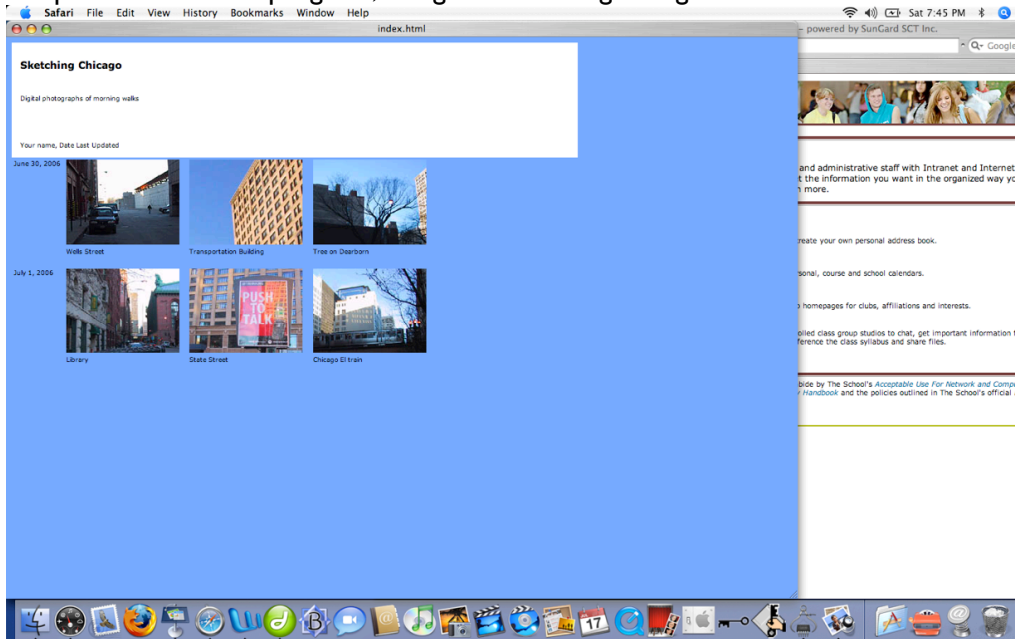 Safari File Edit View History Bookmarks Window Help Sat 7:45 PM
index.html
– powered by SunGard SCT Inc.
Google
Sketching Chicago
Digital photographs of morning walks
Your name, Date Last Updated
June 30, 2006
Wells Street Transportation Building Tree on Dearborn
July 1, 2006
PUSH
TO
TALK
Library State Street Chicago El train
and administrative staff with Intranet and Internet
t the information you want in the organized way yo
more.
reate your own personal address book.
sonal, course and school calendars.
homepages for clubs, affiliations and interests.
olled class group studios to chat, get important information
ference the class syllabus and share files.
bide by The School's Acceptable Use For Network and Comp
Handbook and the policies outlined in The School's official
17